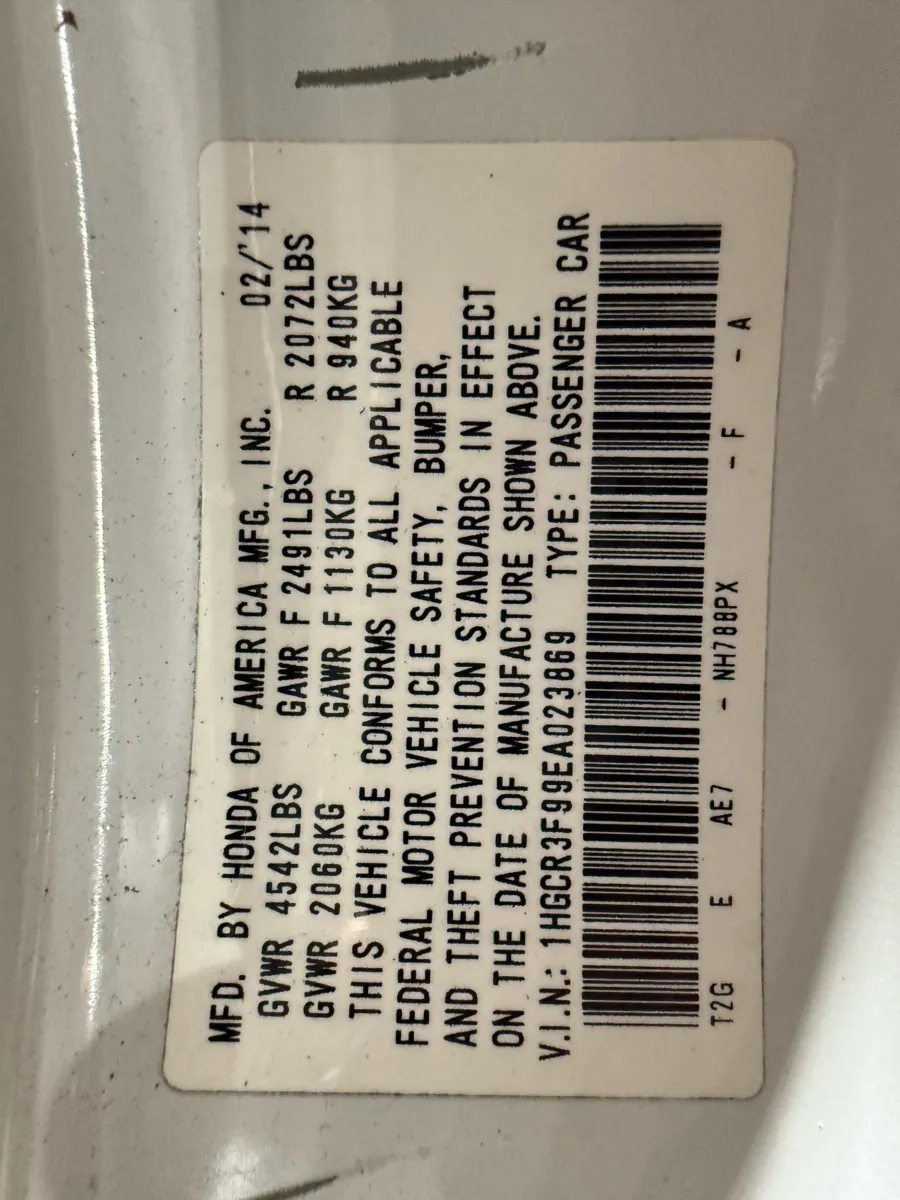 MFD. BY HONDA OF AMERICA MFG., INC. 02/'14
GVWR 4542LBS GAWR F 2491LBS R 2072LBS
GVWR 2060KG GAWR F 1130KG R 940KG
THIS VEHICLE CONFORMS TO ALL APPLICABLE
FEDERAL MOTOR VEHICLE SAFETY, BUMPER,
AND THEFT PREVENTION STANDARDS IN EFFECT
ON THE DATE OF MANUFACTURE SHOWN ABOVE.
V.I.N.: 1HGCR3F99EA023869 TYPE: PASSENGER CAR
T2G E AE7 - NH788PX - F - A